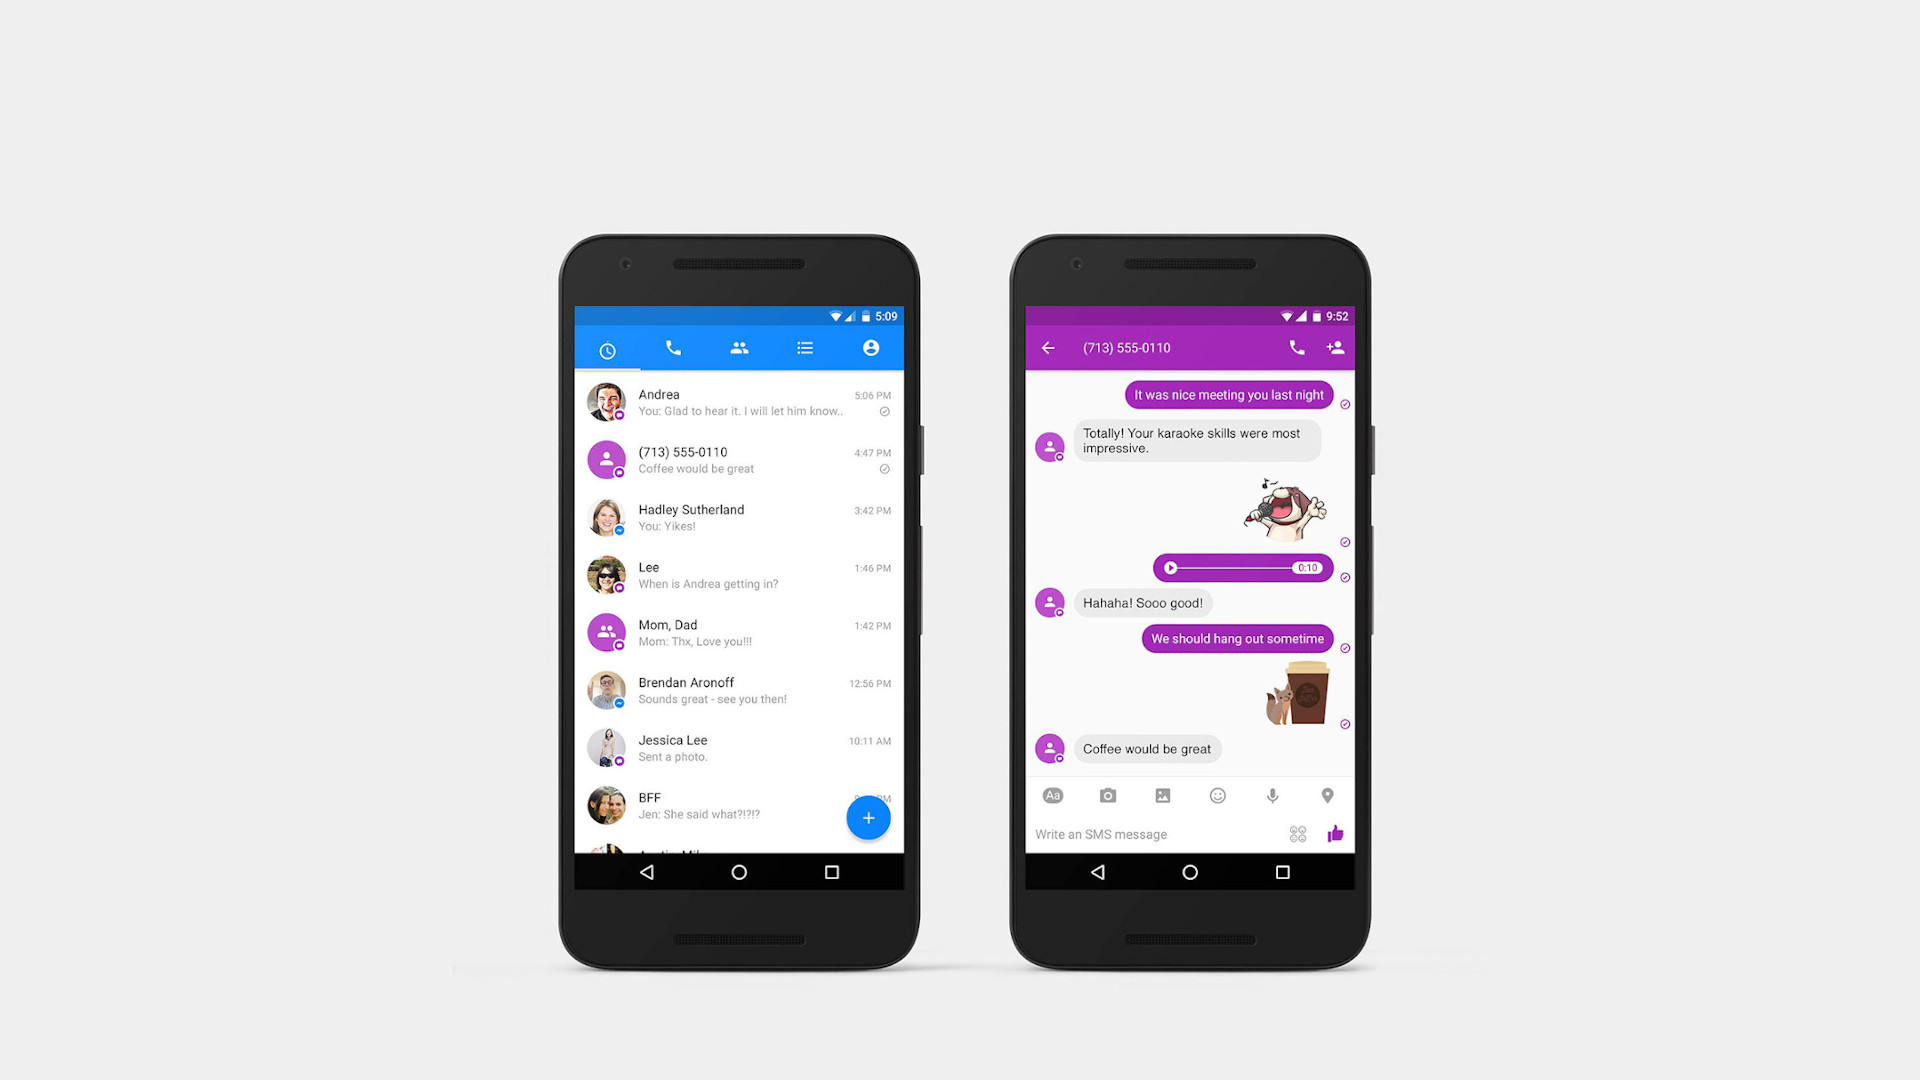 5:09
Andrea
5:06 PM
You: Glad to hear it. I will let him know..
(713) 555-0110
4:47 PM
Coffee would be great
Hadley Sutherland
3:42 PM
You: Yikes!
Lee
1:46 PM
When is Andrea getting in?
Mom, Dad
1:42 PM
Mom: Thx, Love you!!!
Brendan Aronoff
12:56 PM
Sounds great - see you then!
Jessica Lee
10:11 AM
Sent a photo.
BFF
PM
Jen: She said what?!?!?
+
9:52
(713) 555-0110
It was nice meeting you last night
Totally! Your karaoke skills were most
impressive.
0:10
Hahaha! Sooo good!
We should hang out sometime
Coffee would be great
Aa
Write an SMS message